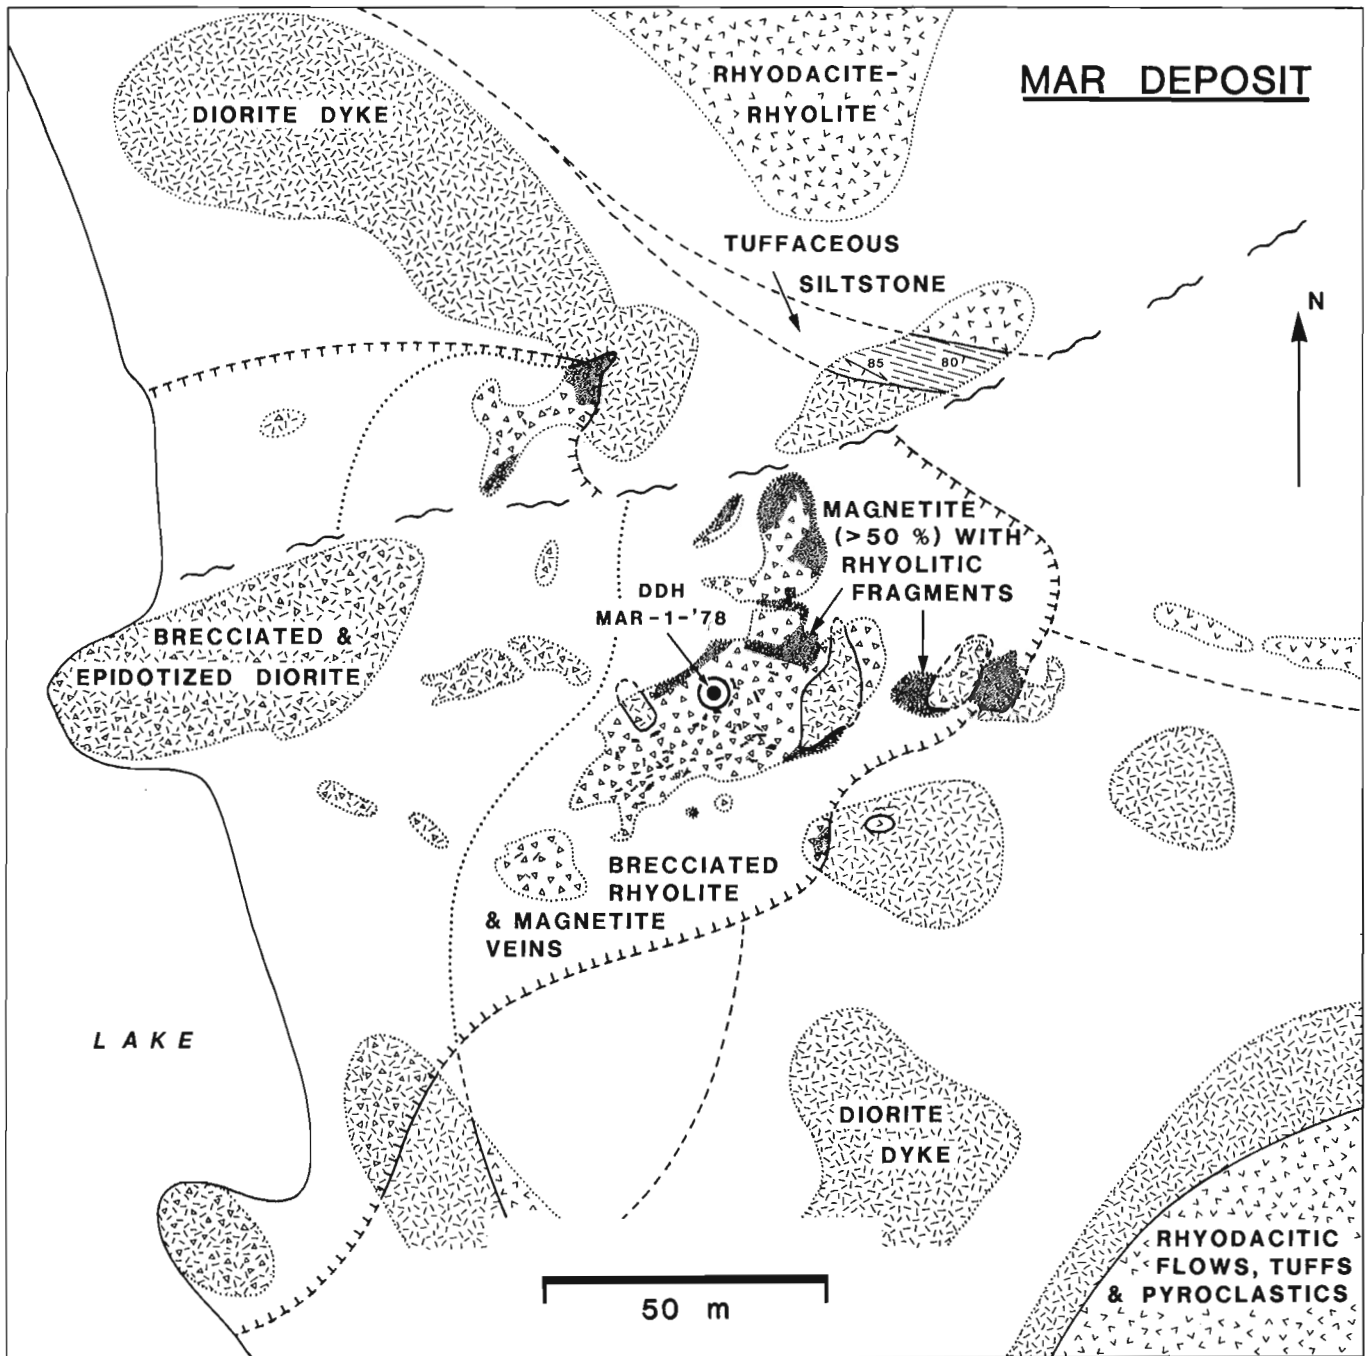 MAR DEPOSIT
RHYODACITE-
RHYOLITE
DIORITE DYKE
TUFFACEOUS
SILTSTONE
N
85
80
MAGNETITE
(>50 %) WITH
RHYOLITIC
FRAGMENTS
DDH
MAR-1-'78
BRECCIATED &
EPIDOTIZED DIORITE
BRECCIATED
RHYOLITE
& MAGNETITE
VEINS
LAKE
DIORITE
DYKE
RHYODACITIC
FLOWS, TUFFS
& PYROCLASTICS
50 m